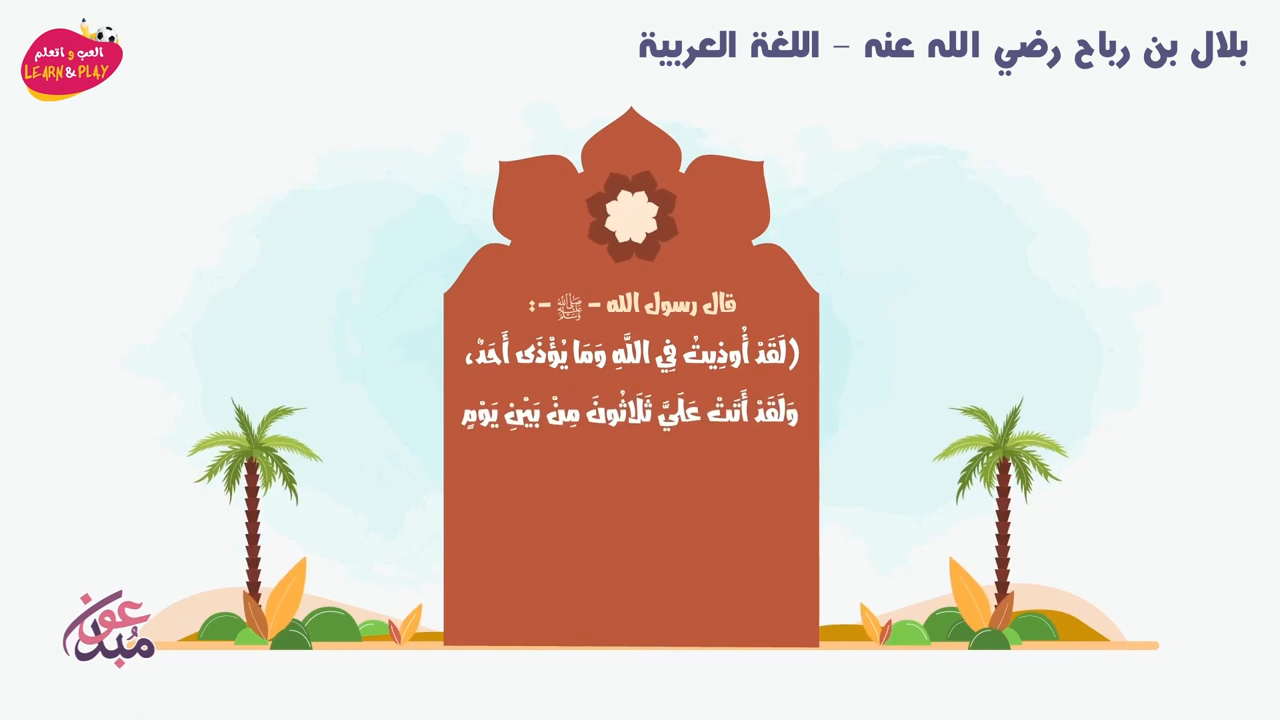 بلال بن رباح رضي الله عنه – اللغة العربية
العب و اتعلم
LEARN & PLAY
قال رسول الله – ﷺ –:
(لَقَدْ أُوذِيتُ فِي اللَّهِ وَمَا يُؤْذَى أَحَدٌ،
وَلَقَدْ أَتَتْ عَلَيَّ ثَلَاثُونَ مِنْ بَيْنِ يَوْمٍ
مُبدعون